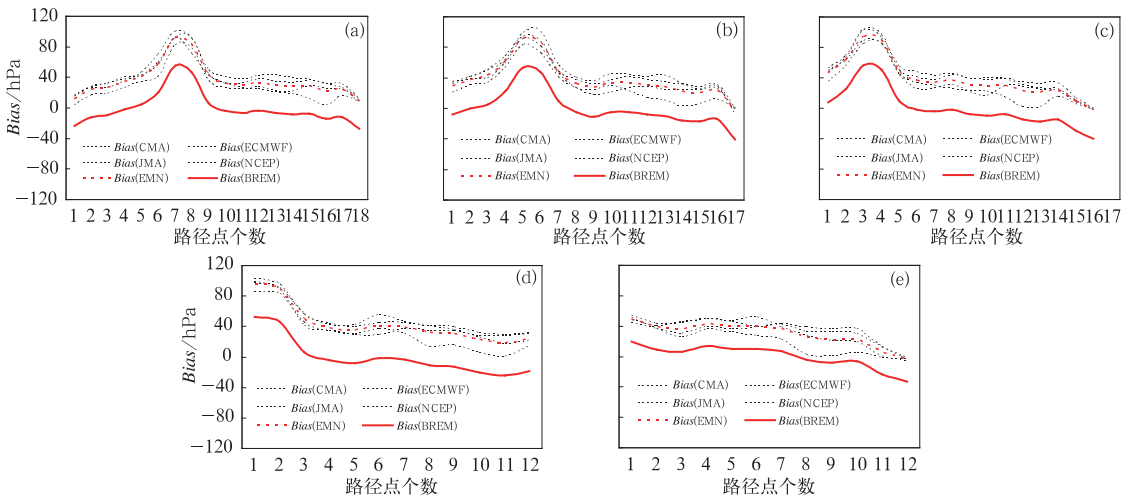 120
80
40
0
−40
−80
−120
Bias/hPa
(a)
Bias(CMA) Bias(ECMWF)
Bias(JMA) Bias(NCEP)
Bias(EMN) Bias(BREM)
1 2 3 4 5 6 7 8 9 10 11 12 13 14 15 16 17 18
路径点个数
(b)
Bias(CMA) Bias(ECMWF)
Bias(JMA) Bias(NCEP)
Bias(EMN) Bias(BREM)
1 2 3 4 5 6 7 8 9 10 11 12 13 14 15 16 17
路径点个数
(c)
Bias(CMA) Bias(ECMWF)
Bias(JMA) Bias(NCEP)
Bias(EMN) Bias(BREM)
1 2 3 4 5 6 7 8 9 10 11 12 13 14 15 16 17
路径点个数
120
80
40
0
−40
−80
−120
Bias/hPa
(d)
Bias(CMA) Bias(ECMWF)
Bias(JMA) Bias(NCEP)
Bias(EMN) Bias(BREM)
1 2 3 4 5 6 7 8 9 10 11 12
路径点个数
(e)
Bias(CMA) Bias(ECMWF)
Bias(JMA) Bias(NCEP)
Bias(EMN) Bias(BREM)
1 2 3 4 5 6 7 8 9 10 11 12
路径点个数